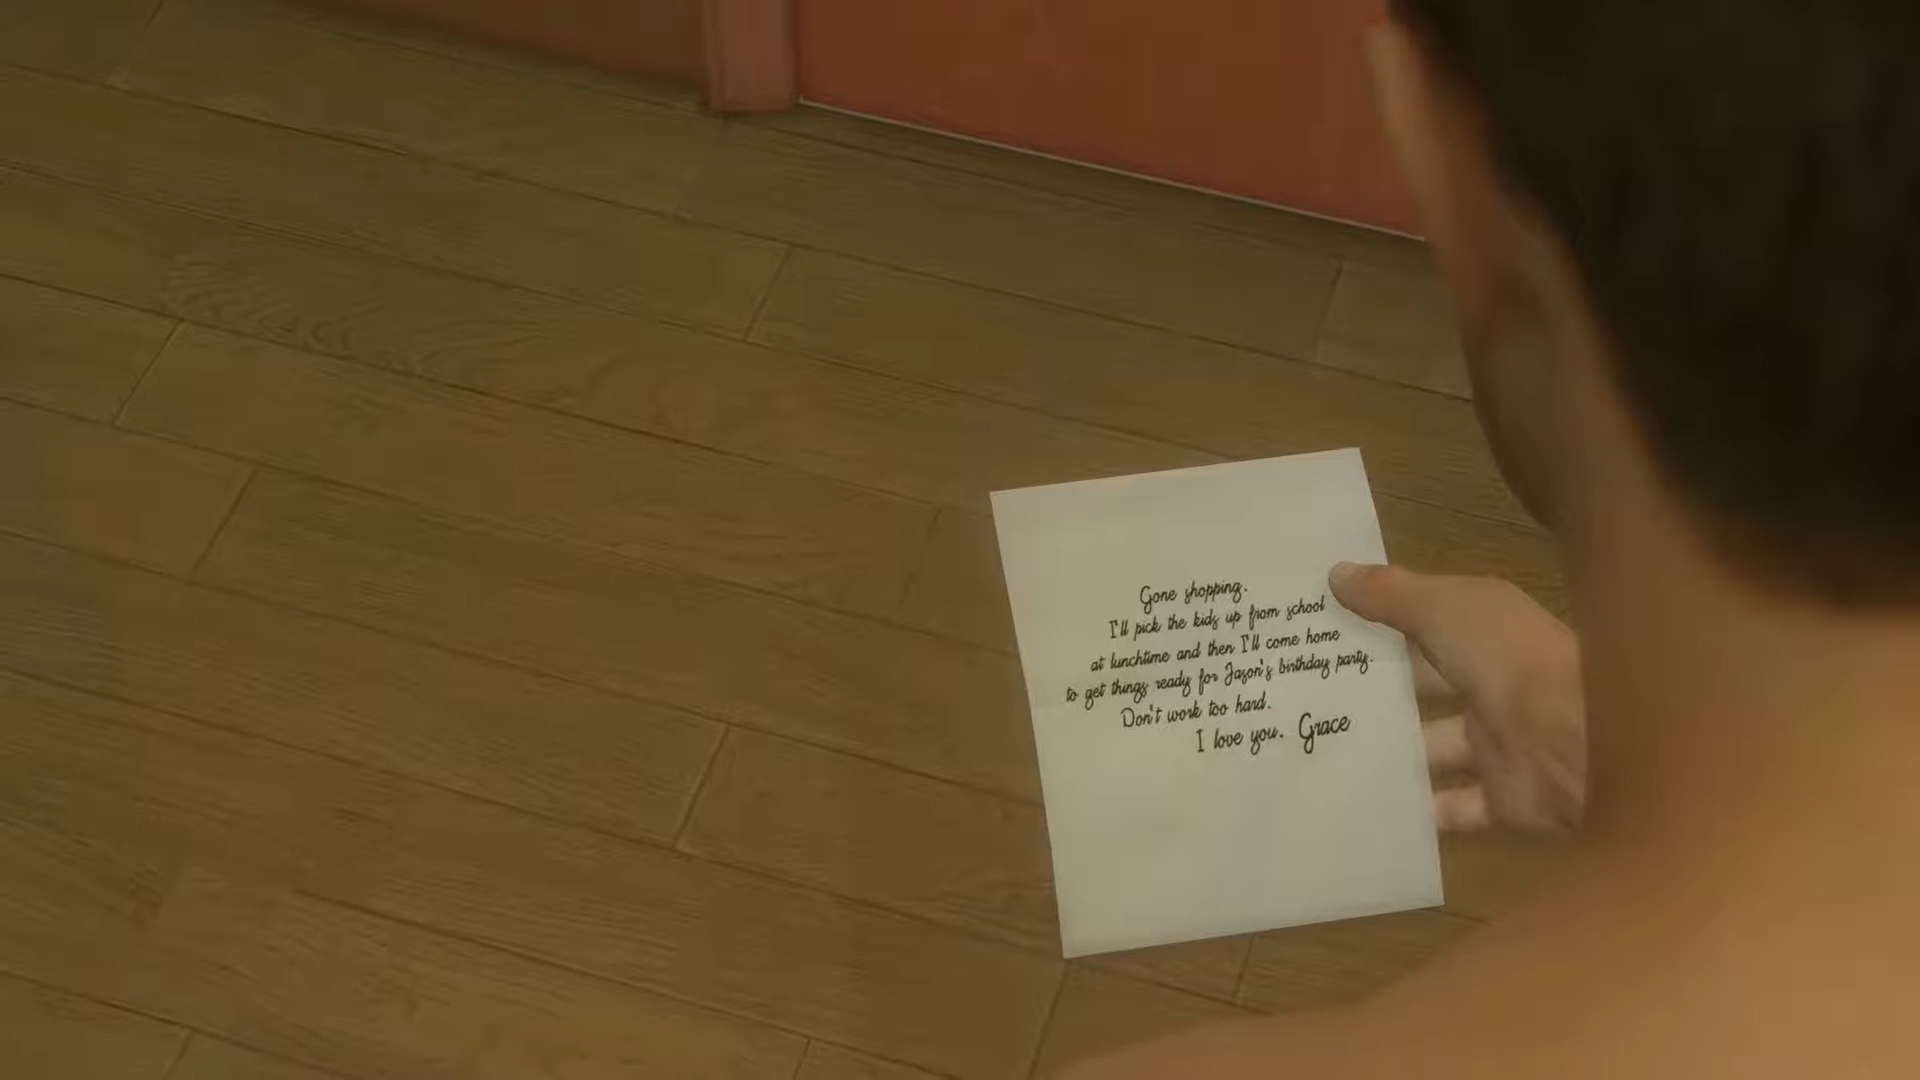 Gone shopping.
I'll pick the kids up from school
at lunchtime and then I'll come home
to get things ready for Jason's birthday party.
Don't work too hard.
I love you. Grace